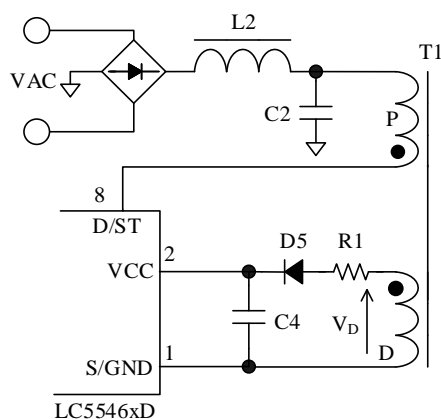 L2
T1
VAC
C2
P
8
D/ST
2
D5
R1
VCC
C4
V_D
D
1
S/GND
LC5546xD